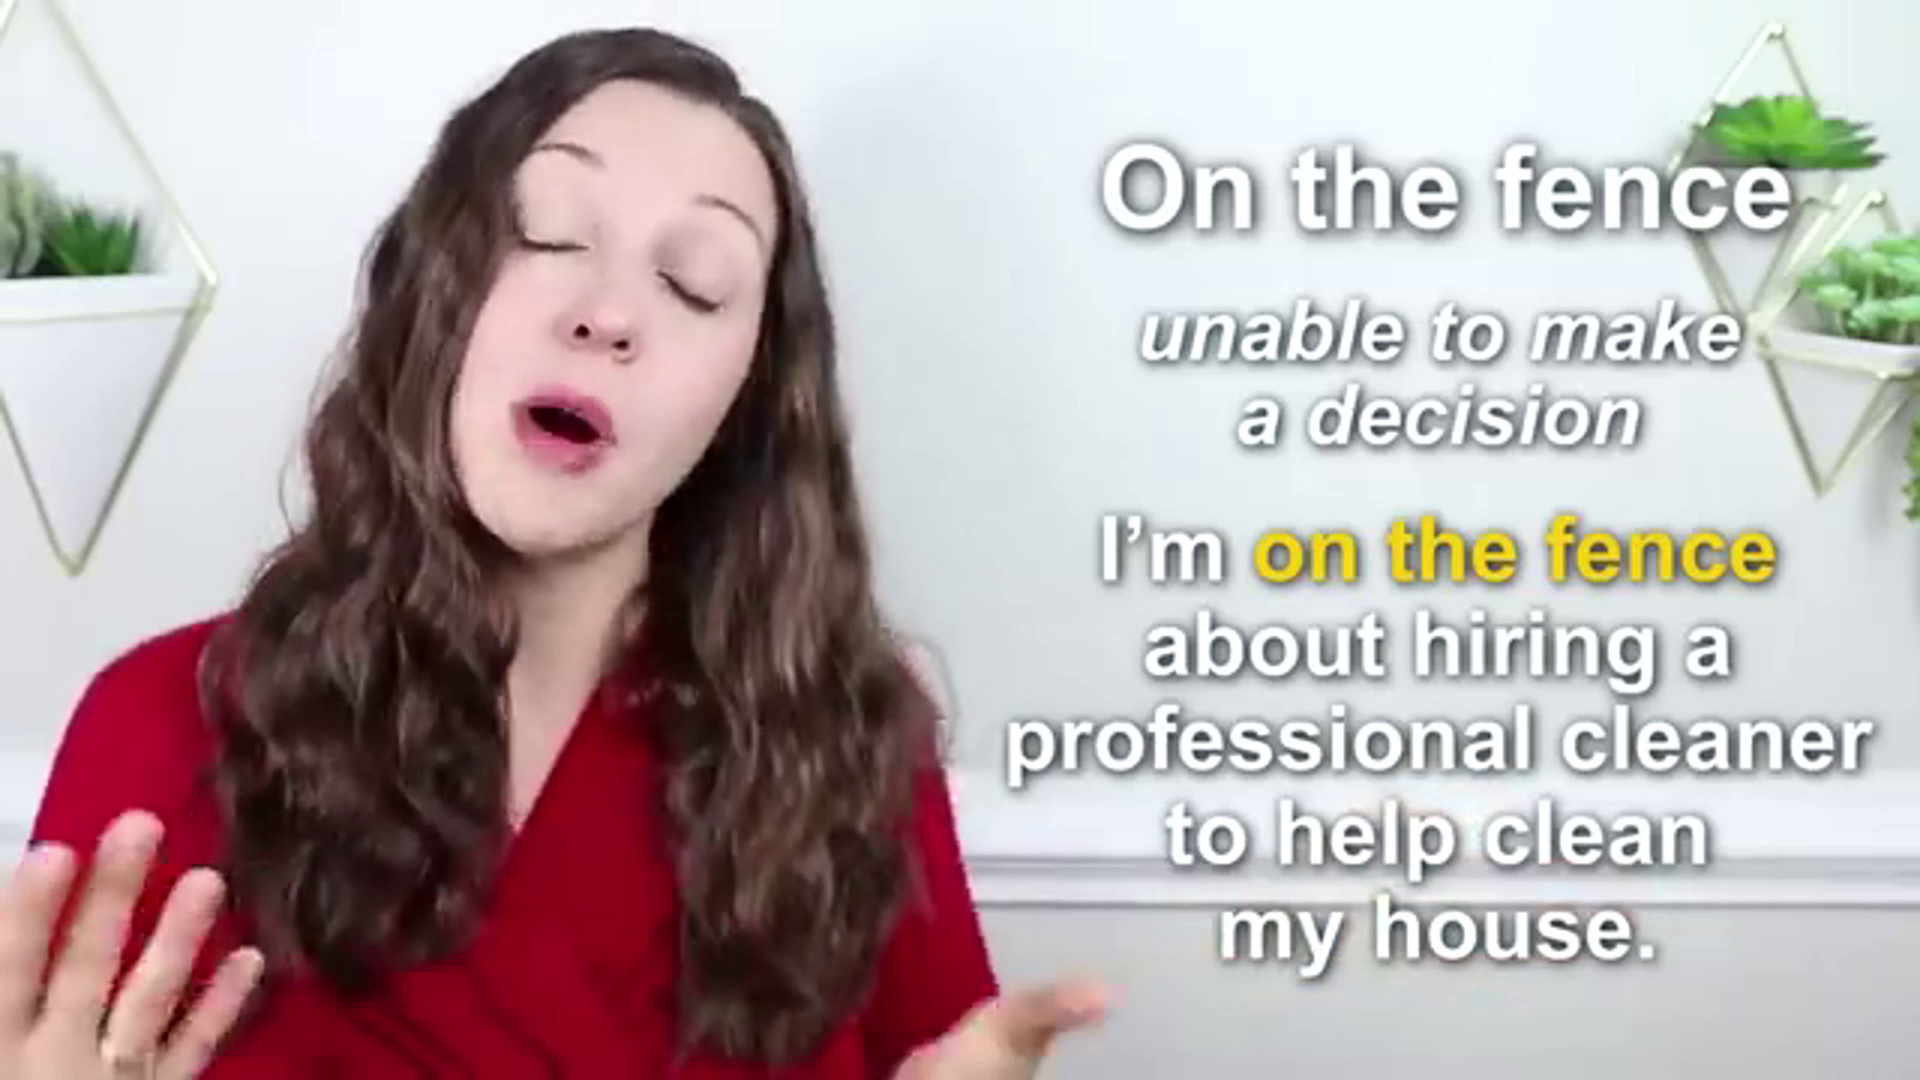 On the fence
unable to make
a decision
I'm on the fence
about hiring a
professional cleaner
to help clean
my house.